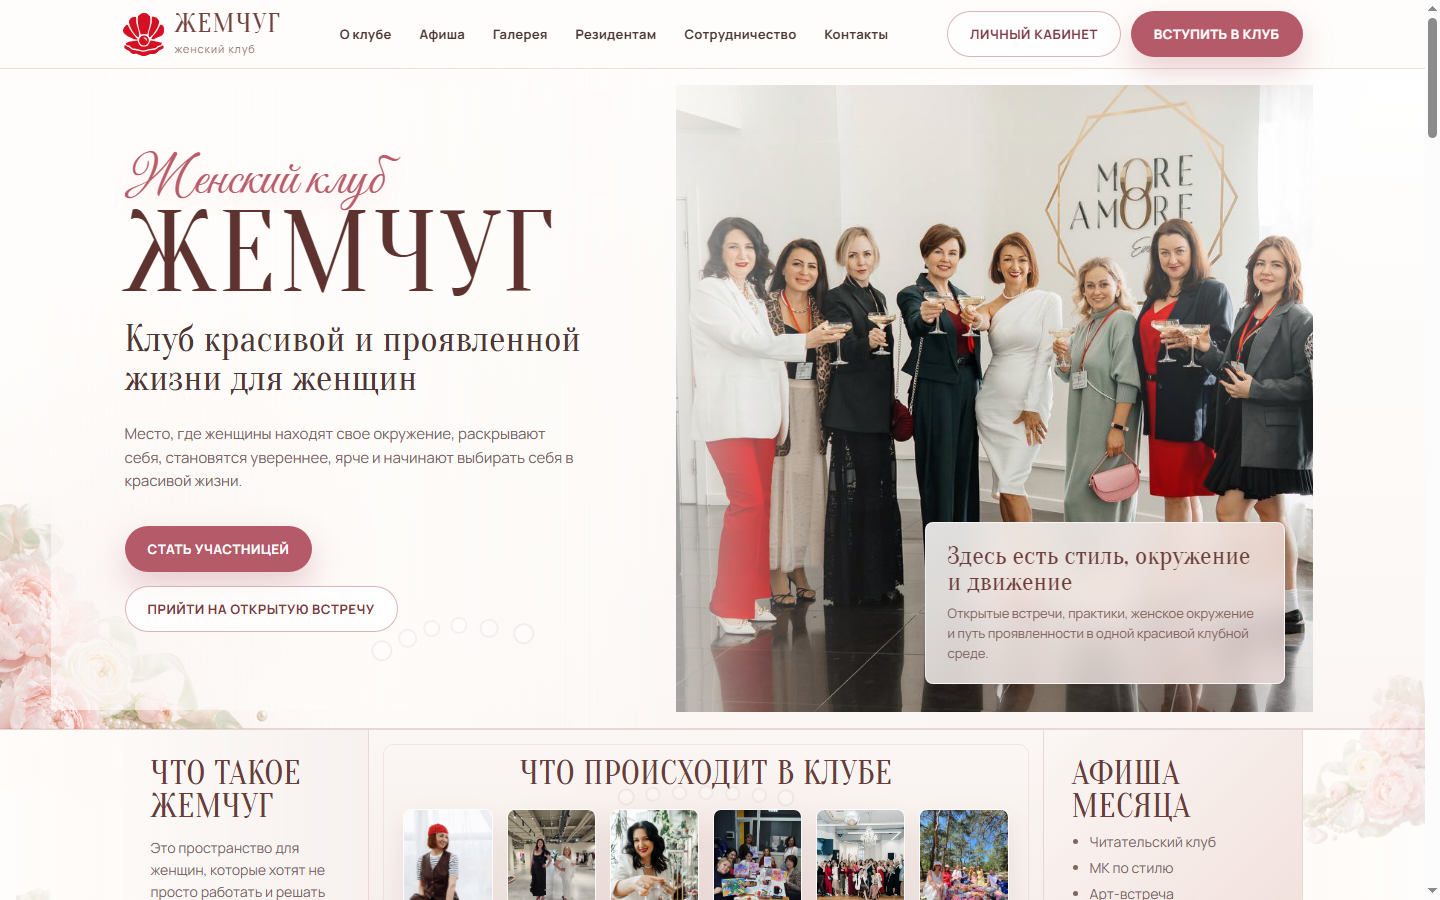 ЖЕМЧУГ
женский клуб
О клубе
Афиша
Галерея
Резидентам
Сотрудничество
Контакты
ЛИЧНЫЙ КАБИНЕТ
ВСТУПИТЬ В КЛУБ
Женский клуб
ЖЕМЧУГ
Клуб красивой и проявленной
жизни для женщин
Место, где женщины находят свое окружение, раскрывают
себя, становятся увереннее, ярче и начинают выбирать себя в
красивой жизни.
СТАТЬ УЧАСТНИЦЕЙ
ПРИЙТИ НА ОТКРЫТУЮ ВСТРЕЧУ
MORE
AMORE
Здесь есть стиль, окружение
и движение
Открытые встречи, практики, женское окружение
и путь проявленности в одной красивой клубной
среде.
ЧТО ТАКОЕ
ЖЕМЧУГ
Это пространство для
женщин, которые хотят не
просто работать и решать
ЧТО ПРОИСХОДИТ В КЛУБЕ
АФИША
МЕСЯЦА
Читательский клуб
МК по стилю
Арт-встреча